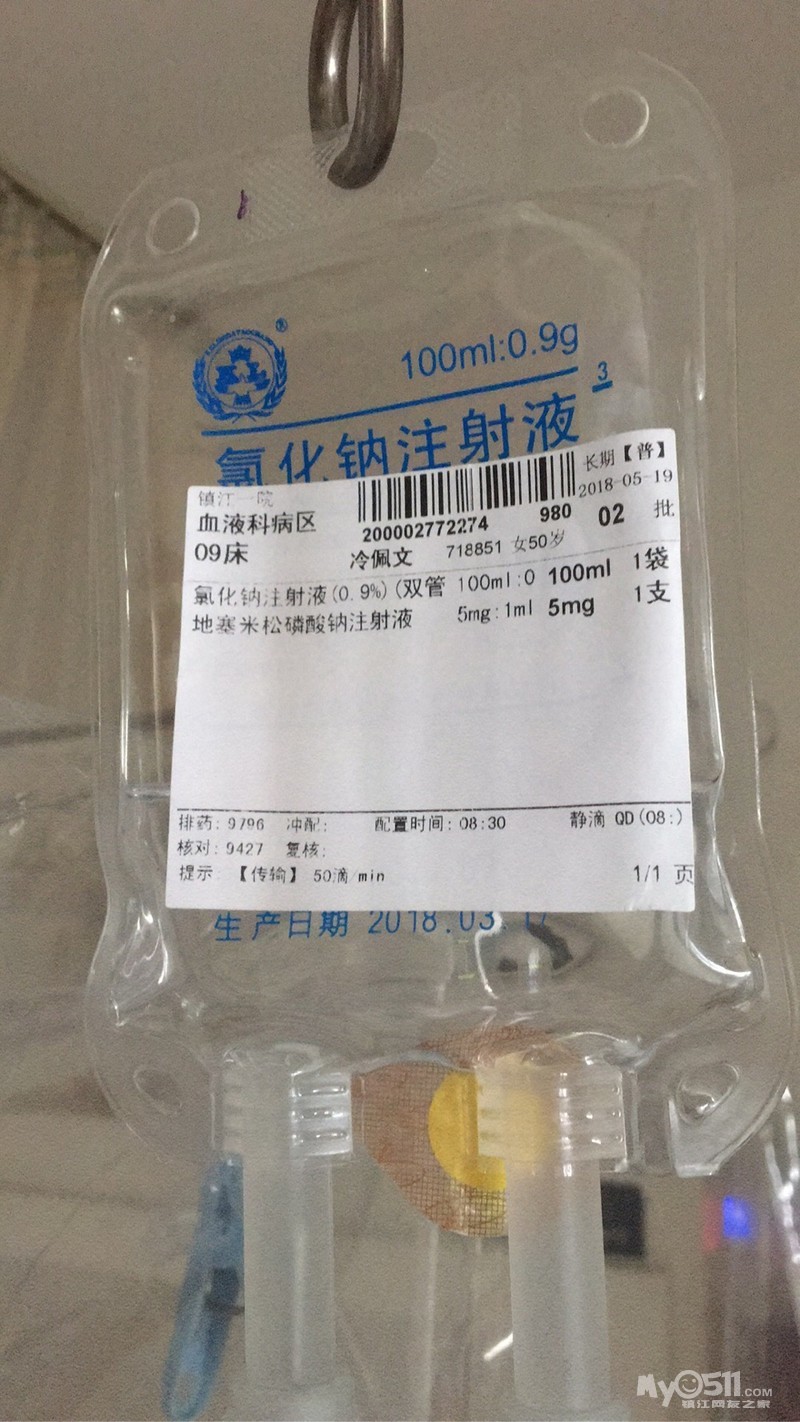 100ml:0.9g
3
氯化钠注射液
镇江一院
长期【普】
血液科病区
200002772274
980
2018-05-19
09床
冷佩文 718851 女50岁 02 批
氯化钠注射液(0.9%)(双管 100ml:0 100ml 1袋
地塞米松磷酸钠注射液 5mg:1ml 5mg 1支
排药: 9796 冲配: 配置时间: 08:30 静滴 QD(08:)
核对: 9427 复核:
提示 【传输】 50滴/min 1/1 页
生产日期 2018.03.17
MyO511.COM
镇江网友之家